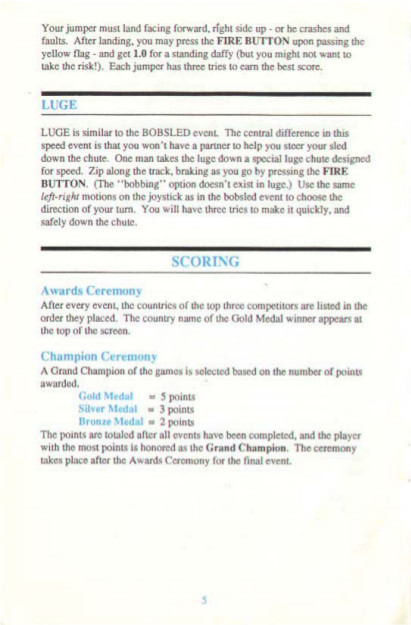 Your jumper must land facing forward, right side up - or he crashes and
faults. After landing, you may press the FIRE BUTTON upon passing the
yellow flag - and get 1.0 for a standing daffy (but you might not want to
take the risk!). Each jumper has three tries to earn the best score.
LUGE
LUGE is similar to the BOBSLED event. The central difference in this
speed event is that you won't have a partner to help you steer your sled
down the chute. One man takes the luge down a special luge chute designed
for speed. Zip along the track, braking as you go by pressing the FIRE
BUTTON. (The "bobbing" option doesn't exist in luge.) Use the same
left-right motions on the joystick as in the bobsled event to choose the
direction of your turn. You will have three tries to make it quickly, and
safely down the chute.
SCORING
Awards Ceremony
After every event, the countries of the top three competitors are listed in the
order they placed. The country name of the Gold Medal winner appears at
the top of the screen.
Champion Ceremony
A Grand Champion of the games is selected based on the number of points
awarded.
Gold Medal = 5 points
Silver Medal = 3 points
Bronze Medal = 2 points
The points are totaled after all events have been completed, and the player
with the most points is honored as the Grand Champion. The ceremony
takes place after the Awards Ceremony for the final event.
5